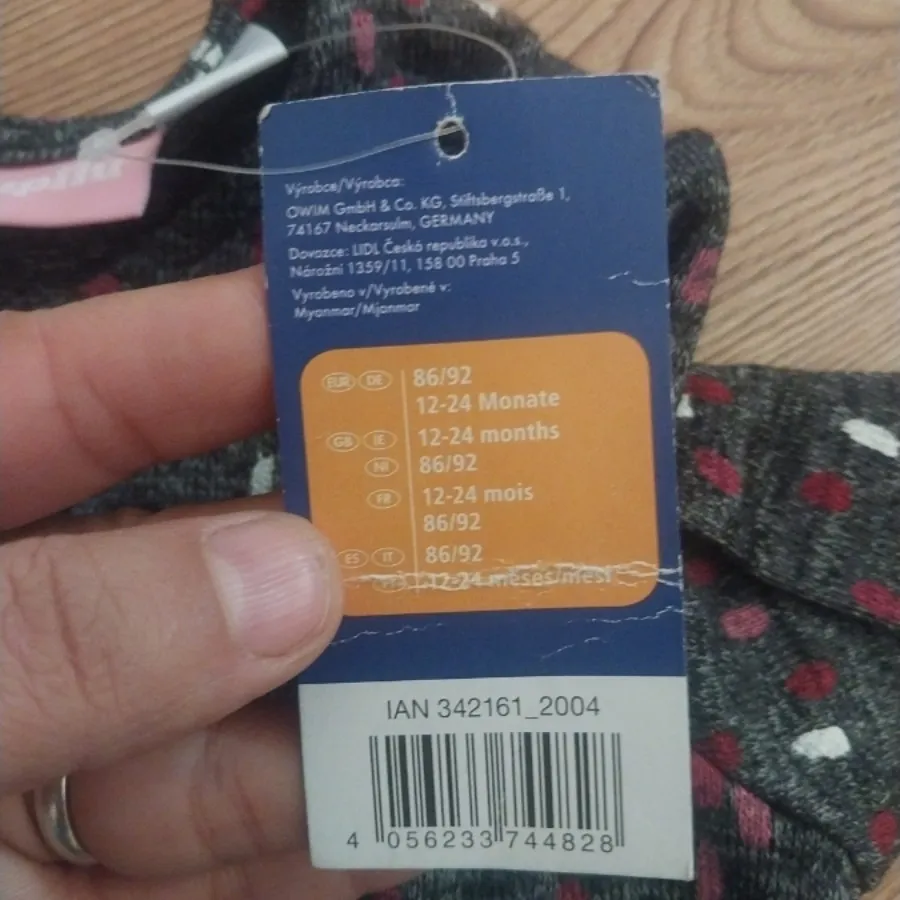 Výrobce/Výrobca:
OWIM GmbH & Co. KG, Stiftsbergstraße 1,
74167 Neckarsulm, GERMANY
Dovozce: LIDL Česká republika v.o.s.,
Nárožní 1359/11, 158 00 Praha 5
Vyrobeno v/Vyrobené v:
Myanmar/Mjanmar
EUR DE 86/92
12-24 Monate
GB IE 12-24 months
NI 86/92
FR 12-24 mois
86/92
ES IT 86/92
12-24 meses/mesi
IAN 342161_2004
4 056233 744828